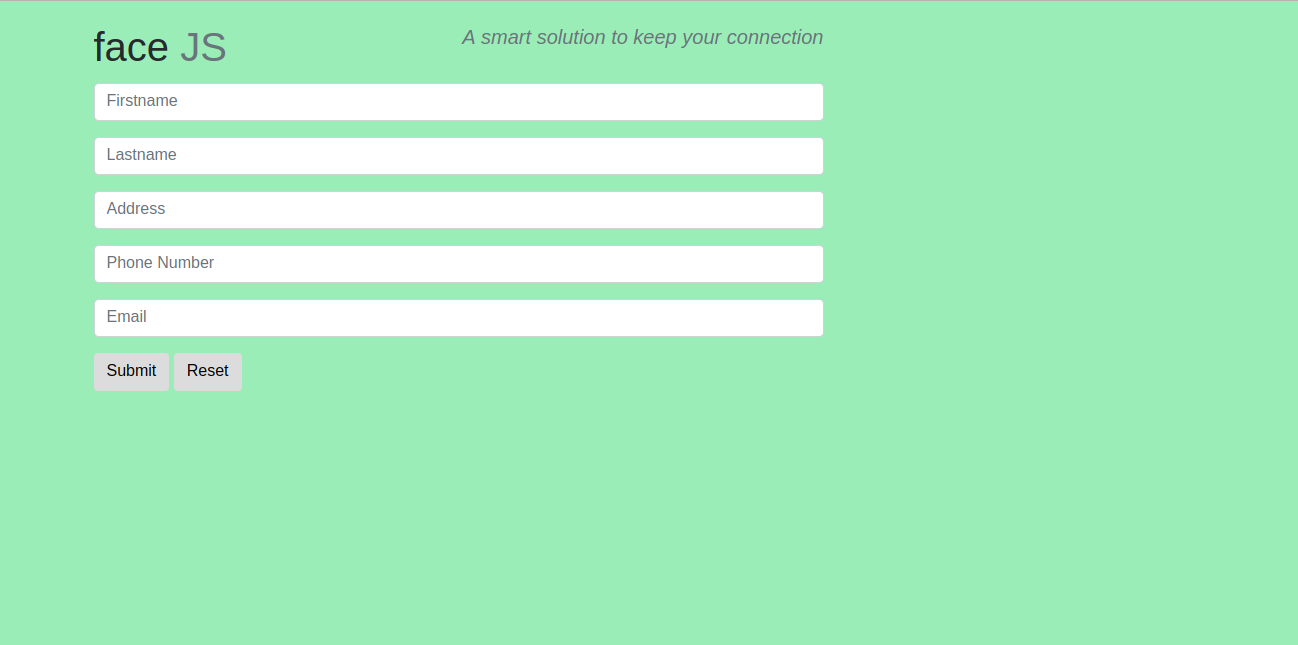 face JS
A smart solution to keep your connection
Firstname
Lastname
Address
Phone Number
Email
Submit Reset